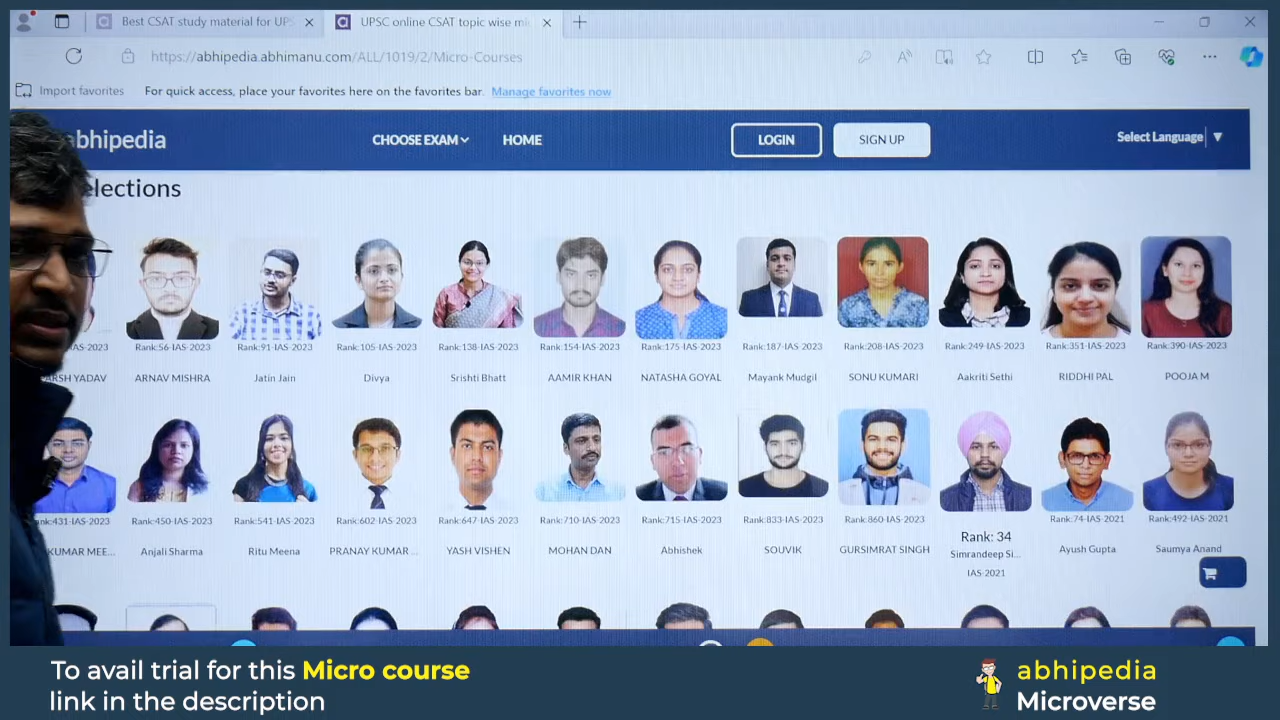 Best CSAT study material for UPS
UPSC online CSAT topic wise mi
https://abhipedia.abhimanu.com/ALL/1019/2/Micro-Courses
Import favorites
For quick access, place your favorites here on the favorites bar. Manage favorites now
abhipedia
CHOOSE EXAM
HOME
LOGIN
SIGN UP
Select Language
elections
AS-2023
Rank:56-IAS-2023
Rank:91-IAS-2023
Rank:105-IAS-2023
Rank:138-IAS-2023
Rank:154-IAS-2023
Rank:175-IAS-2023
Rank:187-IAS-2023
Rank:208-IAS-2023
Rank:249-IAS-2023
Rank:351-IAS-2023
Rank:390-IAS-2023
ARSH YADAV
ARNAV MISHRA
Jatin Jain
Divya
Srishti Bhatt
AAMIR KHAN
NATASHA GOYAL
Mayank Mudgil
SONU KUMARI
Aakriti Sethi
RIDDHI PAL
POOJA M
nk:431-IAS-2023
Rank:450-IAS-2023
Rank:541-IAS-2023
Rank:602-IAS-2023
Rank:647-IAS-2023
Rank:710-IAS-2023
Rank:715-IAS-2023
Rank:833-IAS-2023
Rank:860-IAS-2023
Rank: 34
Rank:74-IAS-2021
Rank:492-IAS-2021
KUMAR MEE...
Anjali Sharma
Ritu Meena
PRANAY KUMAR ...
YASH VISHEN
MOHAN DAN
Abhishek
SOUVIK
GURSIMRAT SINGH
Simrandeep Si...
IAS-2021
Ayush Gupta
Saumya Anand
To avail trial for this Micro course
link in the description
abhipedia
Microverse